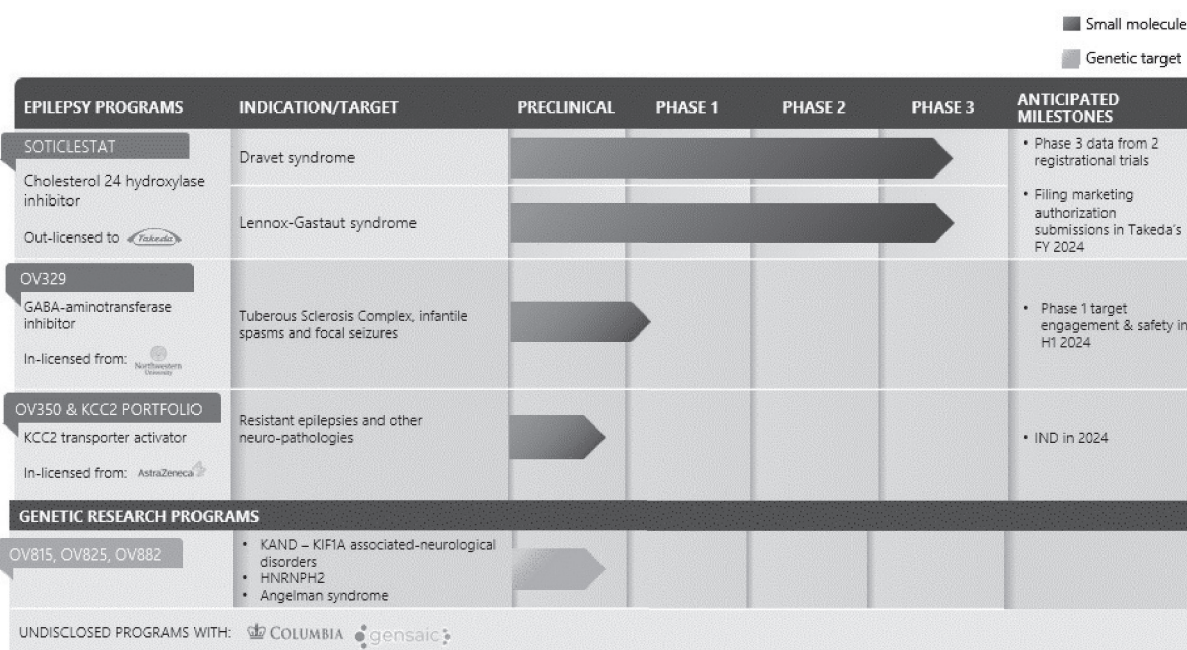 Small molecule
Genetic target
EPILEPSY PROGRAMS
INDICATION/TARGET
PRECLINICAL
PHASE 1
PHASE 2
PHASE 3
ANTICIPATED
MILESTONES
SOTICLESTAT
Cholesterol 24 hydroxylase
inhibitor
Out-licensed to Takeda
Dravet syndrome
Lennox-Gastaut syndrome
• Phase 3 data from 2
registrational trials
• Filing marketing
authorization
submissions in Takeda's
FY 2024
OV329
GABA-aminotransferase
inhibitor
In-licensed from: Northwestern
University
Tuberous Sclerosis Complex, infantile
spasms and focal seizures
• Phase 1 target
engagement & safety in
H1 2024
OV350 & KCC2 PORTFOLIO
KCC2 transporter activator
In-licensed from: AstraZeneca
Resistant epilepsies and other
neuro-pathologies
• IND in 2024
GENETIC RESEARCH PROGRAMS
OV815, OV825, OV882
• KAND – KIF1A associated-neurological
disorders
• HNRNPH2
• Angelman syndrome
UNDISCLOSED PROGRAMS WITH: COLUMBIA gensaic